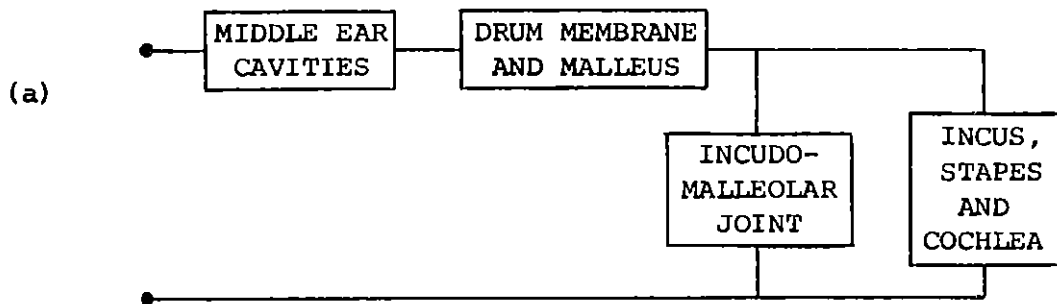 (a)
MIDDLE EAR
CAVITIES
DRUM MEMBRANE
AND MALLEUS
INCUDO-
MALLEOLAR
JOINT
INCUS,
STAPES
AND
COCHLEA